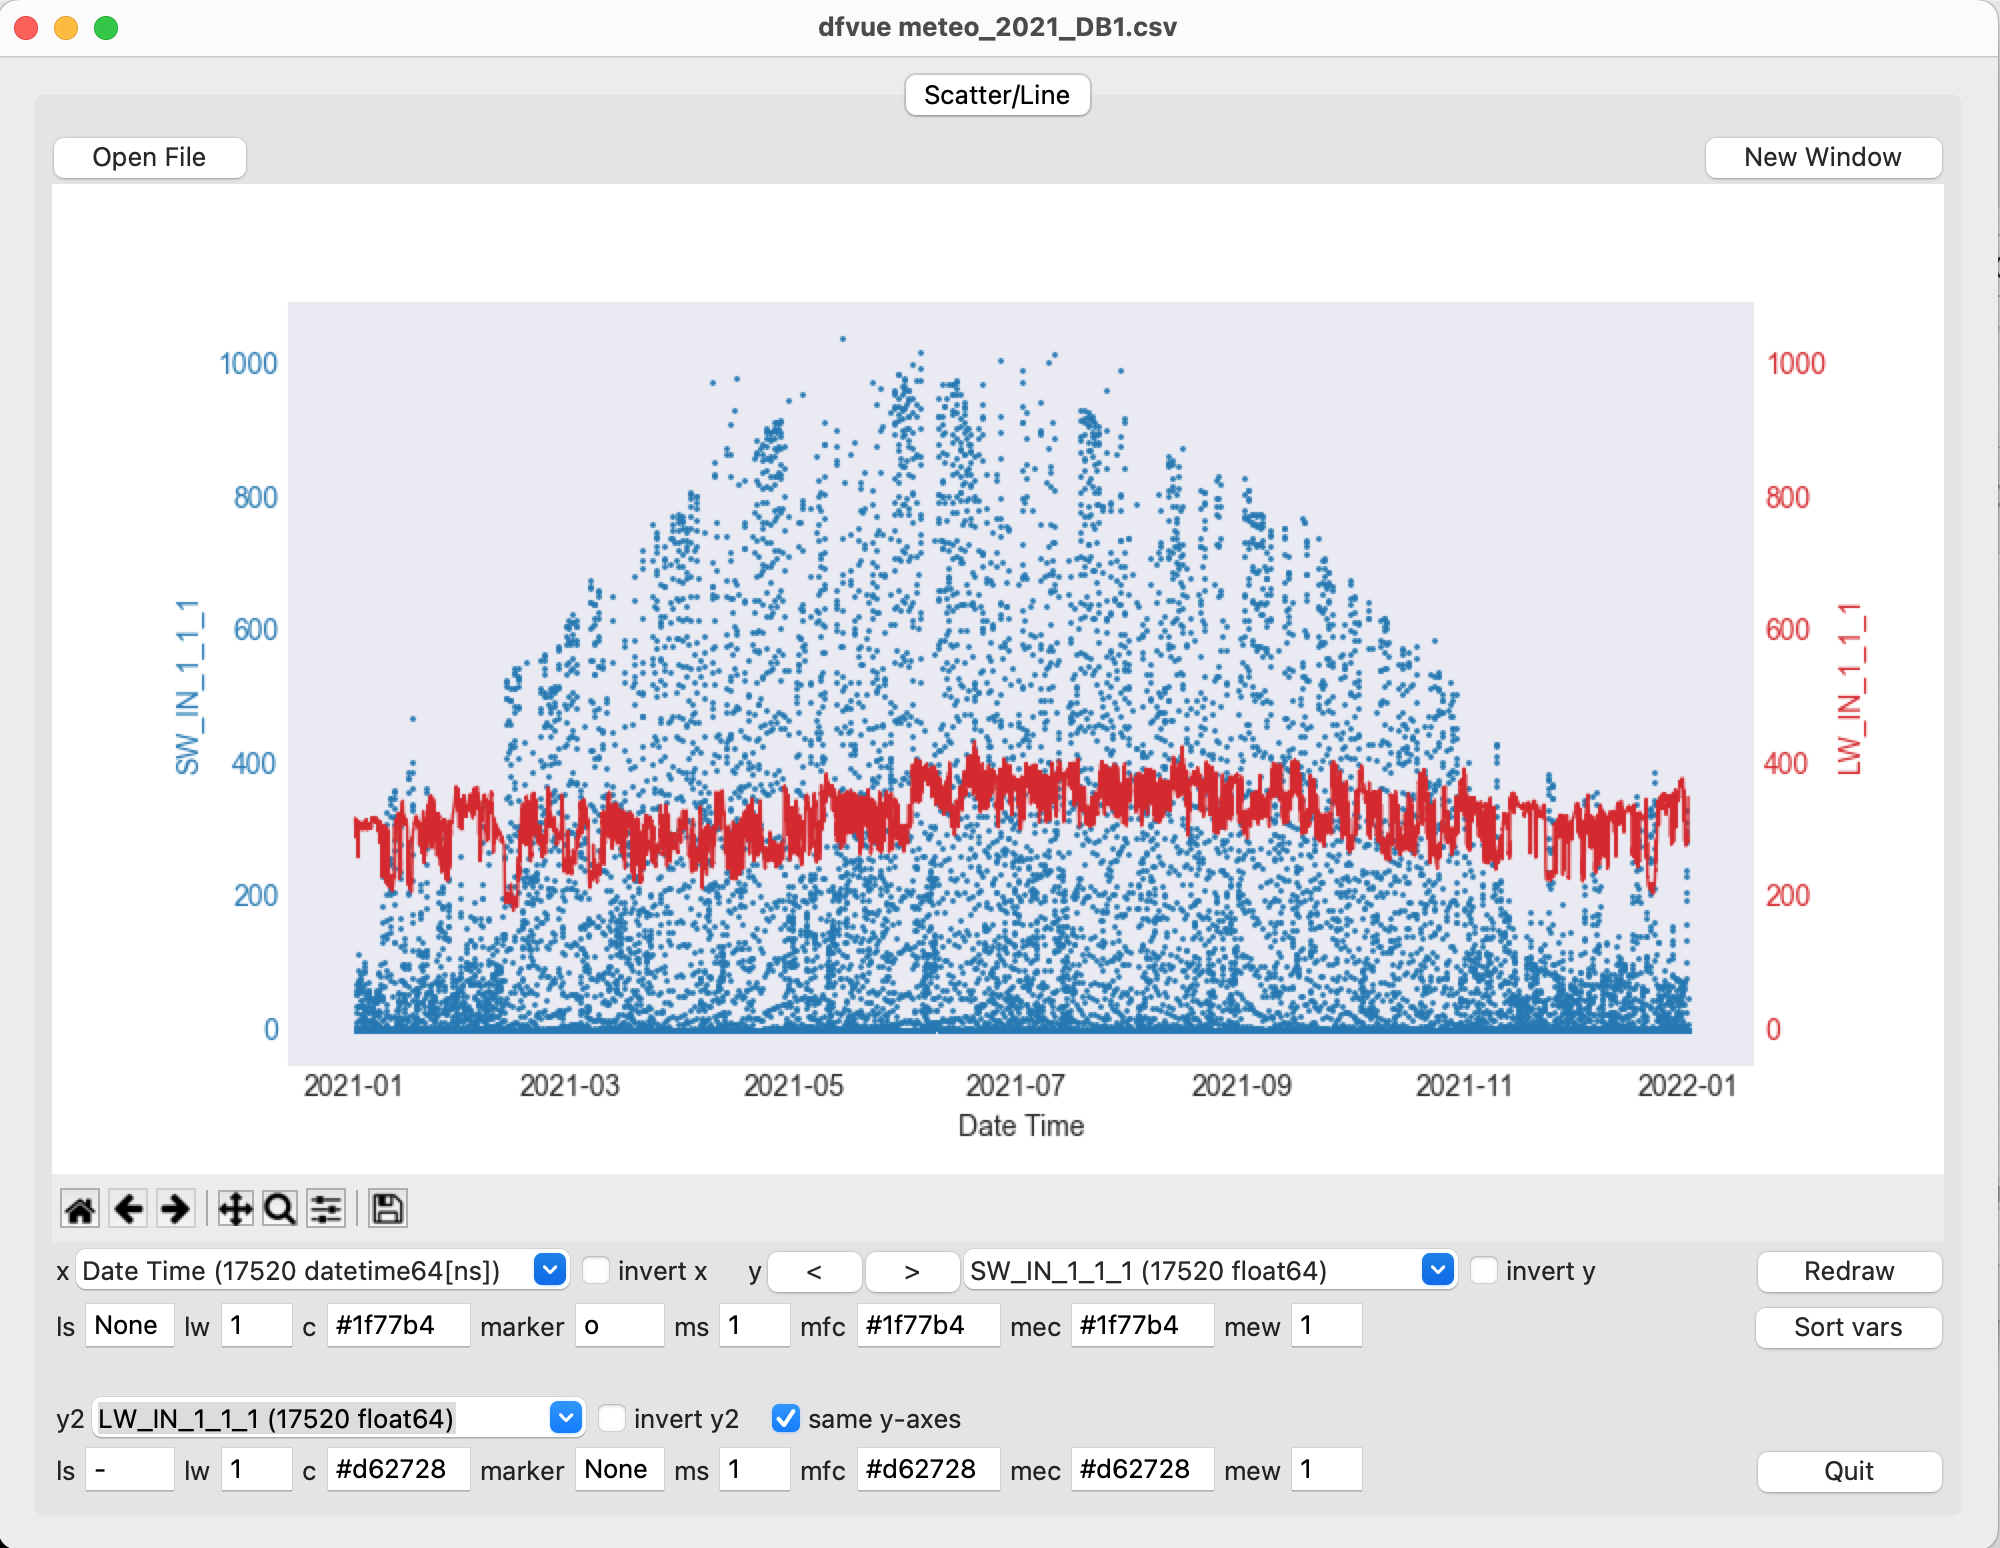 dfvue meteo_2021_DB1.csv
Scatter/Line
Open File
New Window
1000
800
600
400
200
0
SW_IN_1_1_1
1000
800
600
400
200
0
LW_IN_1_1_1
2021-01 2021-03 2021-05 2021-07 2021-09 2021-11 2022-01
Date Time
x Date Time (17520 datetime64[ns]) invert x y < > SW_IN_1_1_1 (17520 float64) invert y Redraw
ls None lw 1 c #1f77b4 marker o ms 1 mfc #1f77b4 mec #1f77b4 mew 1 Sort vars
y2 LW_IN_1_1_1 (17520 float64) invert y2 same y-axes
ls - lw 1 c #d62728 marker None ms 1 mfc #d62728 mec #d62728 mew 1 Quit